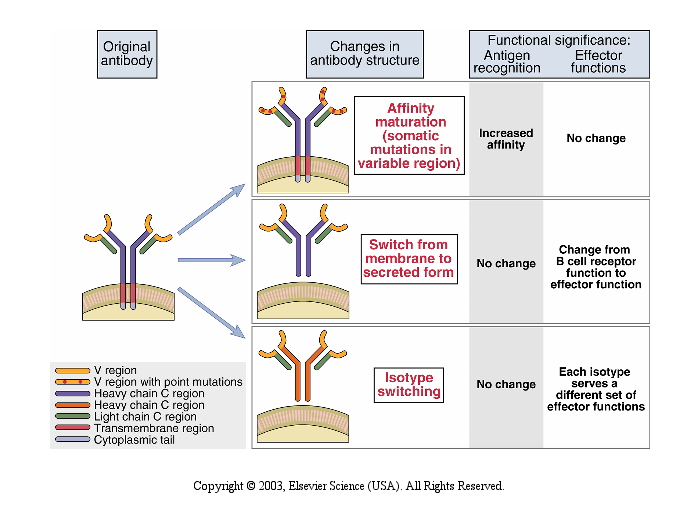 Original
antibody
Changes in
antibody structure
Functional significance:
Antigen
recognition
Effector
functions
Affinity
maturation
(somatic
mutations in
variable region)
Increased
affinity
No change
Switch from
membrane to
secreted form
No change
Change from
B cell receptor
function to
effector function
Isotype
switching
No change
Each isotype
serves a
different set of
effector functions
V region
V region with point mutations
Heavy chain C region
Heavy chain C region
Light chain C region
Transmembrane region
Cytoplasmic tail
Copyright © 2003, Elsevier Science (USA). All Rights Reserved.